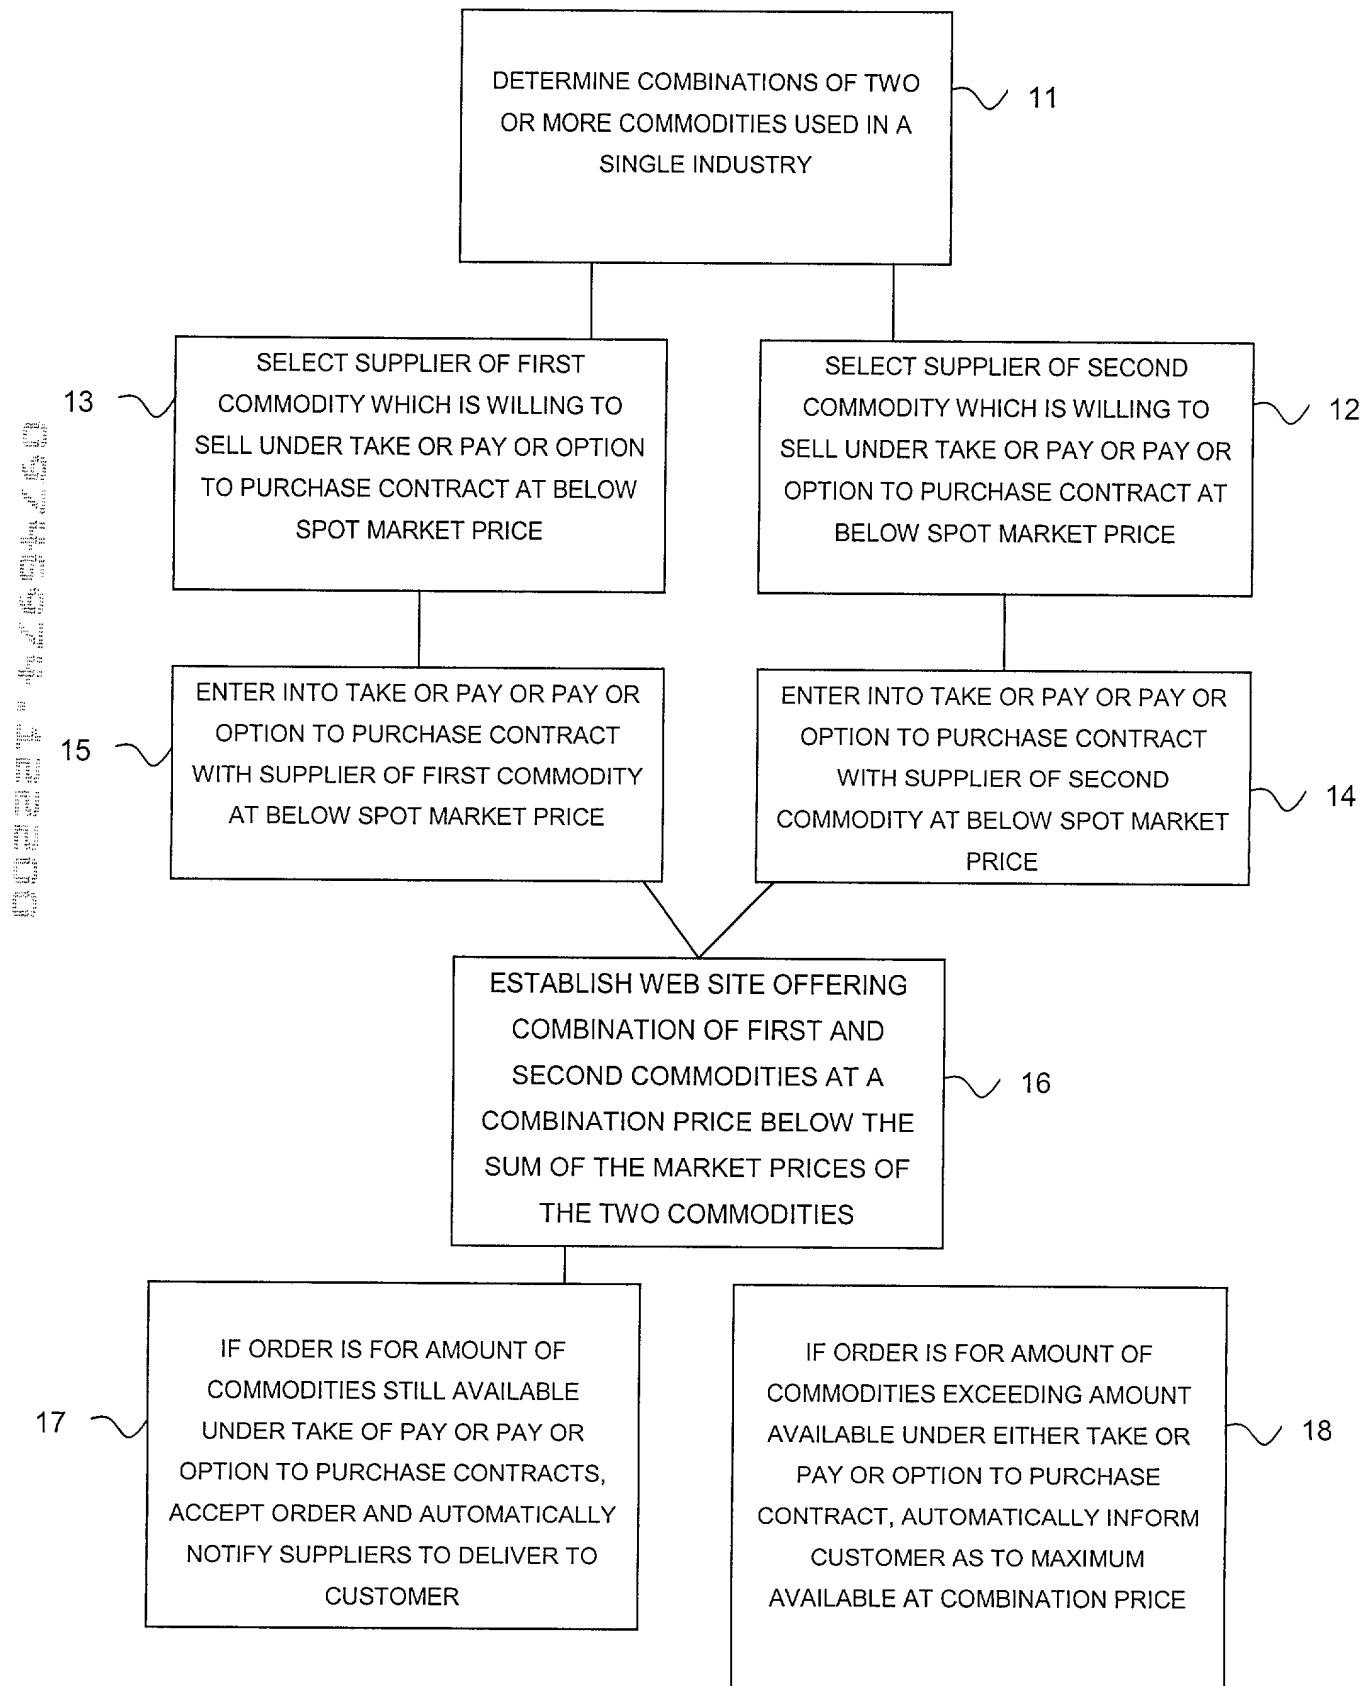 DETERMINE COMBINATIONS OF TWO
OR MORE COMMODITIES USED IN A
SINGLE INDUSTRY
11
SELECT SUPPLIER OF FIRST
COMMODITY WHICH IS WILLING TO
SELL UNDER TAKE OR PAY OR OPTION
TO PURCHASE CONTRACT AT BELOW
SPOT MARKET PRICE
13
SELECT SUPPLIER OF SECOND
COMMODITY WHICH IS WILLING TO
SELL UNDER TAKE OR PAY OR PAY OR
OPTION TO PURCHASE CONTRACT AT
BELOW SPOT MARKET PRICE
12
ENTER INTO TAKE OR PAY OR PAY OR
OPTION TO PURCHASE CONTRACT
WITH SUPPLIER OF FIRST COMMODITY
AT BELOW SPOT MARKET PRICE
15
ENTER INTO TAKE OR PAY OR PAY OR
OPTION TO PURCHASE CONTRACT
WITH SUPPLIER OF SECOND
COMMODITY AT BELOW SPOT MARKET
PRICE
14
ESTABLISH WEB SITE OFFERING
COMBINATION OF FIRST AND
SECOND COMMODITIES AT A
COMBINATION PRICE BELOW THE
SUM OF THE MARKET PRICES OF
THE TWO COMMODITIES
16
IF ORDER IS FOR AMOUNT OF
COMMODITIES STILL AVAILABLE
UNDER TAKE OF PAY OR PAY OR
OPTION TO PURCHASE CONTRACTS,
ACCEPT ORDER AND AUTOMATICALLY
NOTIFY SUPPLIERS TO DELIVER TO
CUSTOMER
17
IF ORDER IS FOR AMOUNT OF
COMMODITIES EXCEEDING AMOUNT
AVAILABLE UNDER EITHER TAKE OR
PAY OR OPTION TO PURCHASE
CONTRACT, AUTOMATICALLY INFORM
CUSTOMER AS TO MAXIMUM
AVAILABLE AT COMBINATION PRICE
18